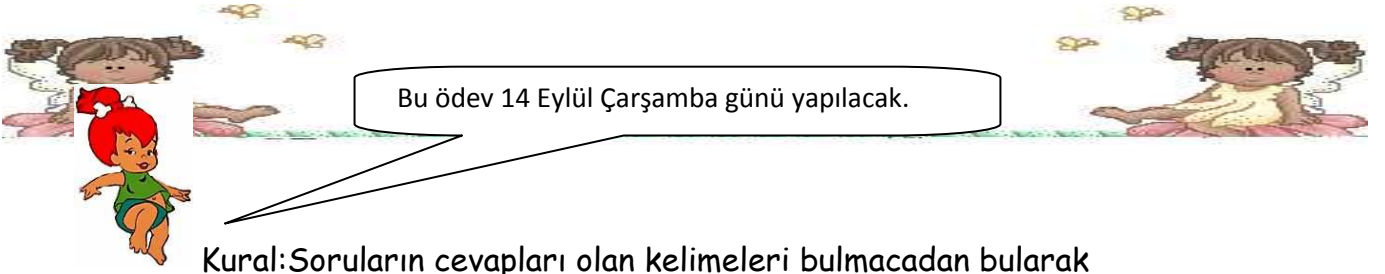 Bu ödev 14 Eylül Çarşamba günü yapılacak.
Kural:Soruların cevapları olan kelimeleri bulmacadan bularak